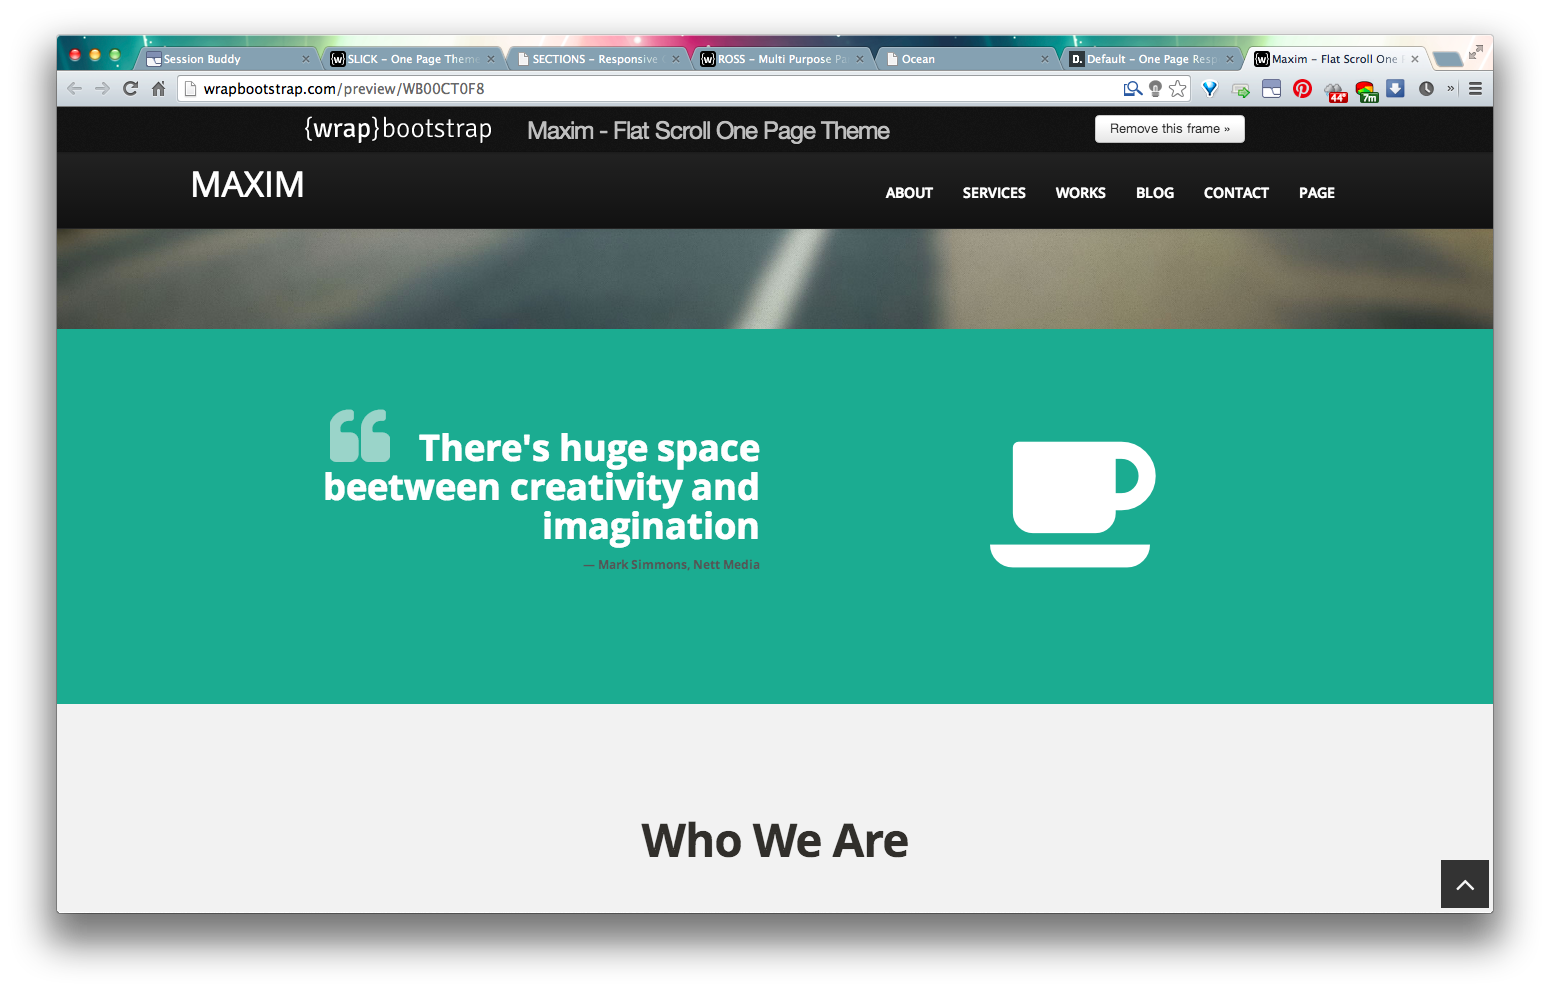 Session Buddy
SLICK – One Page Theme
SECTIONS – Responsive
ROSS – Multi Purpose Pa
Ocean
Default – One Page Resp
Maxim – Flat Scroll One
wrapbootstrap.com/preview/WB00CT0F8
44*
7m
»
{wrap}bootstrap
Maxim - Flat Scroll One Page Theme
Remove this frame »
MAXIM
ABOUT SERVICES WORKS BLOG CONTACT PAGE
There's huge space
beetween creativity and
imagination
— Mark Simmons, Nett Media
Who We Are